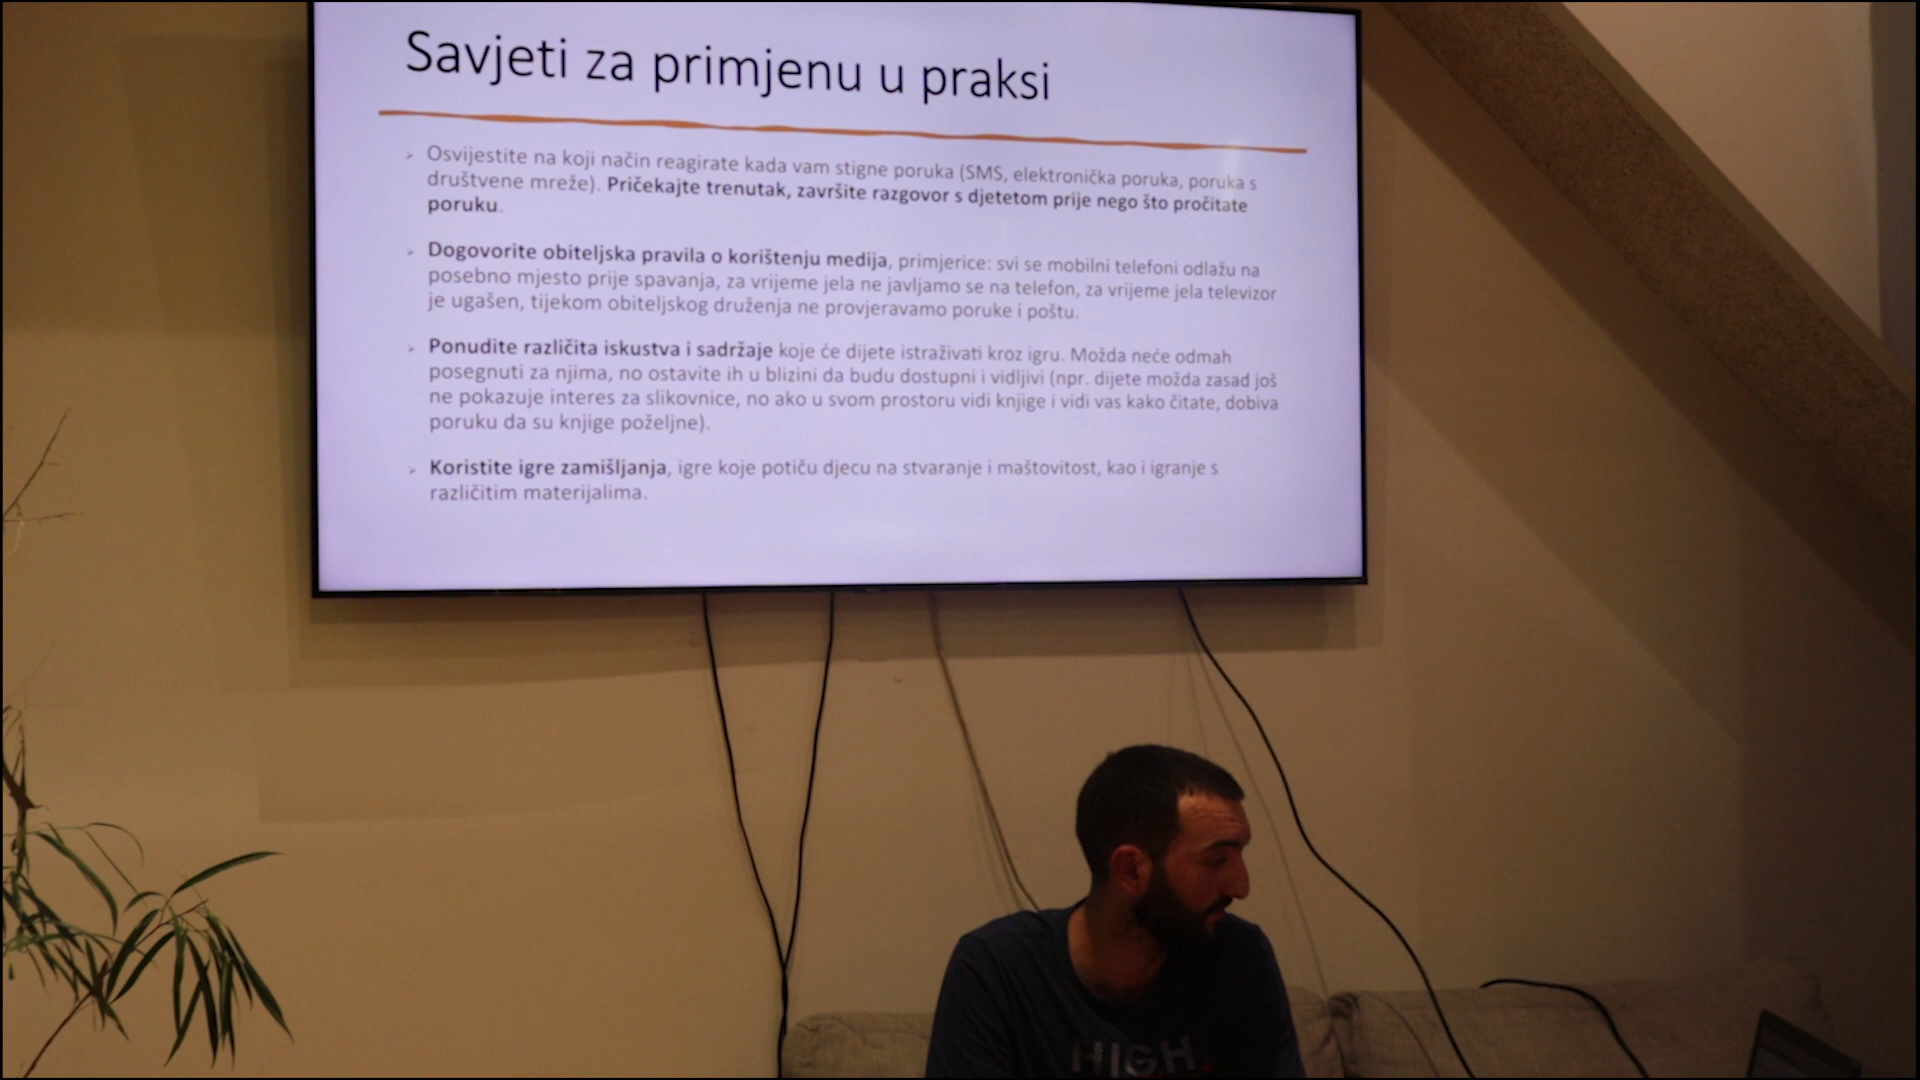 Savjeti za primjenu u praksi
Osvijestite na koji način reagirate kada vam stigne poruka (SMS, elektronička poruka, poruka s
društvene mreže). Pričekajte trenutak, završite razgovor s djetetom prije nego što pročitate
poruku.
Dogovorite obiteljska pravila o korištenju medija, primjerice: svi se mobilni telefoni odlažu na
posebno mjesto prije spavanja, za vrijeme jela ne javljamo se na telefon, za vrijeme jela televizor
je ugašen, tijekom obiteljskog druženja ne provjeravamo poruke i poštu.
Ponudite različita iskustva i sadržaje koje će dijete istraživati kroz igru. Možda neće odmah
posegnuti za njima, no ostavite ih u blizini da budu dostupni i vidljivi (npr. dijete možda zasad još
ne pokazuje interes za slikovnice, no ako u svom prostoru vidi knjige i vidi vas kako čitate, dobiva
poruku da su knjige poželjne).
Koristite igre zamišljanja, igre koje potiču djecu na stvaranje i maštovitost, kao i igranje s
različitim materijalima.
HIGH.